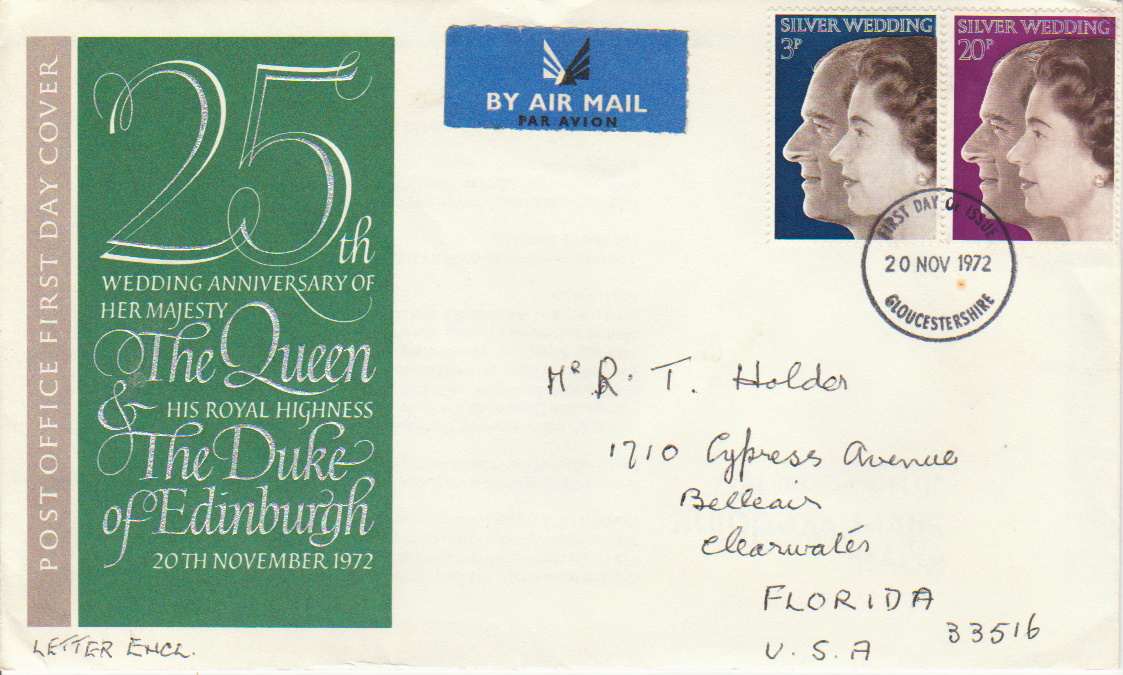 POST OFFICE FIRST DAY COVER
25th
WEDDING ANNIVERSARY OF
HER MAJESTY
The Queen
& HIS ROYAL HIGHNESS
The Duke
of Edinburgh
20TH NOVEMBER 1972
LETTER ENCL.
BY AIR MAIL
PAR AVION
SILVER WEDDING
3P
SILVER WEDDING
20P
FIRST DAY OF ISSUE
20 NOV 1972
GLOUCESTERSHIRE
Mr R. T. Holder
1710 Cypress Avenue
Belleair
Clearwater
FLORIDA
33516
U. S. A